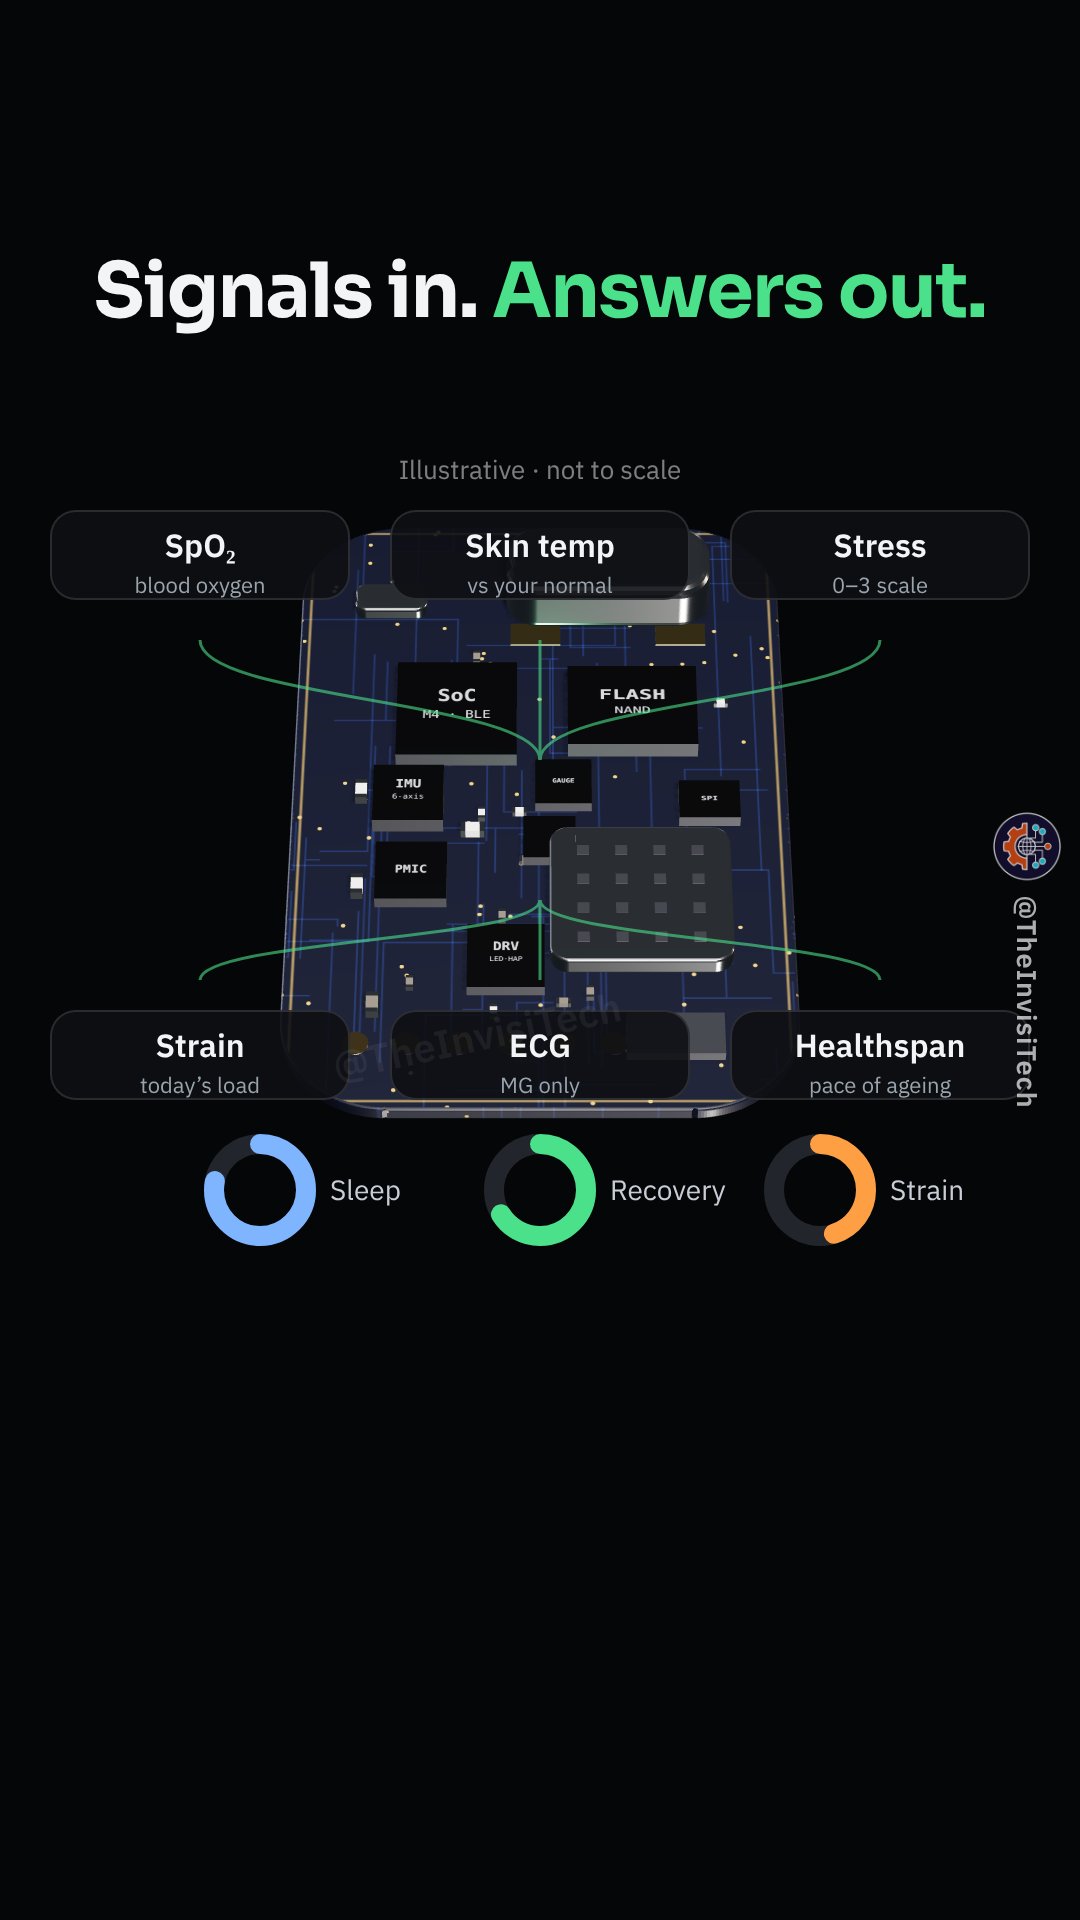 Signals in. Answers out.
Illustrative · not to scale
SpO₂
blood oxygen
Skin temp
vs your normal
Stress
0–3 scale
SoC
M4 · BLE
FLASH
NAND
IMU
6-axis
GAUGE
SPI
PMIC
DRV
LED·HAP
@TheInvisiTech
@TheInvisiTech
Strain
today’s load
ECG
MG only
Healthspan
pace of ageing
Sleep
Recovery
Strain